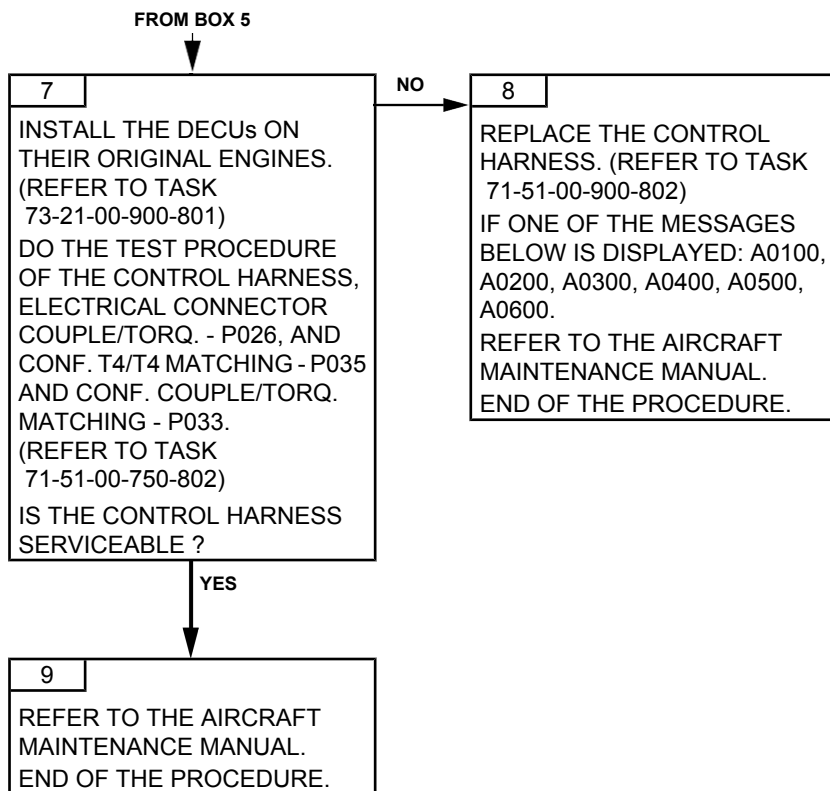 FROM BOX 5
7
INSTALL THE DECUs ON
THEIR ORIGINAL ENGINES.
(REFER TO TASK
73-21-00-900-801)
DO THE TEST PROCEDURE
OF THE CONTROL HARNESS,
ELECTRICAL CONNECTOR
COUPLE/TORQ. - P026, AND
CONF. T4/T4 MATCHING - P035
AND CONF. COUPLE/TORQ.
MATCHING - P033.
(REFER TO TASK
71-51-00-750-802)
IS THE CONTROL HARNESS
SERVICEABLE ?
NO
8
REPLACE THE CONTROL
HARNESS. (REFER TO TASK
71-51-00-900-802)
IF ONE OF THE MESSAGES
BELOW IS DISPLAYED: A0100,
A0200, A0300, A0400, A0500,
A0600.
REFER TO THE AIRCRAFT
MAINTENANCE MANUAL.
END OF THE PROCEDURE.
YES
9
REFER TO THE AIRCRAFT
MAINTENANCE MANUAL.
END OF THE PROCEDURE.